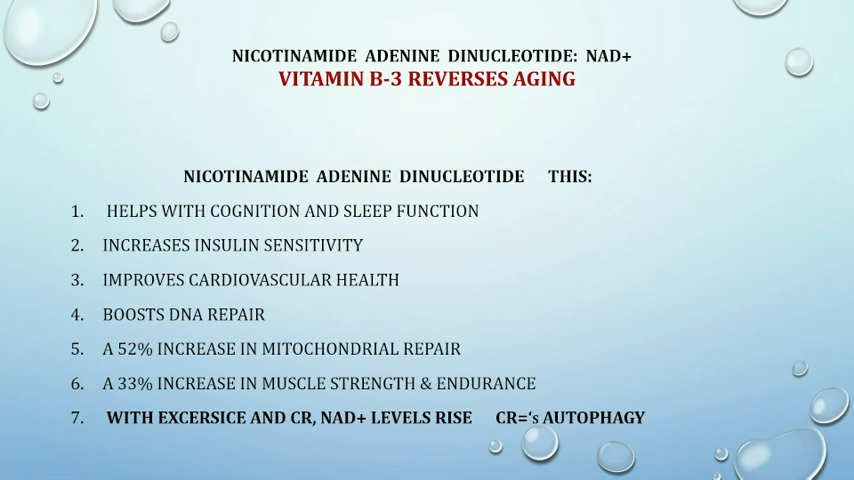 NICOTINAMIDE ADENINE DINUCLEOTIDE: NAD+
VITAMIN B-3 REVERSES AGING
NICOTINAMIDE ADENINE DINUCLEOTIDE THIS:
1. HELPS WITH COGNITION AND SLEEP FUNCTION
2. INCREASES INSULIN SENSITIVITY
3. IMPROVES CARDIOVASCULAR HEALTH
4. BOOSTS DNA REPAIR
5. A 52% INCREASE IN MITOCHONDRIAL REPAIR
6. A 33% INCREASE IN MUSCLE STRENGTH & ENDURANCE
7. WITH EXCERSICE AND CR, NAD+ LEVELS RISE CR=‘s AUTOPHAGY